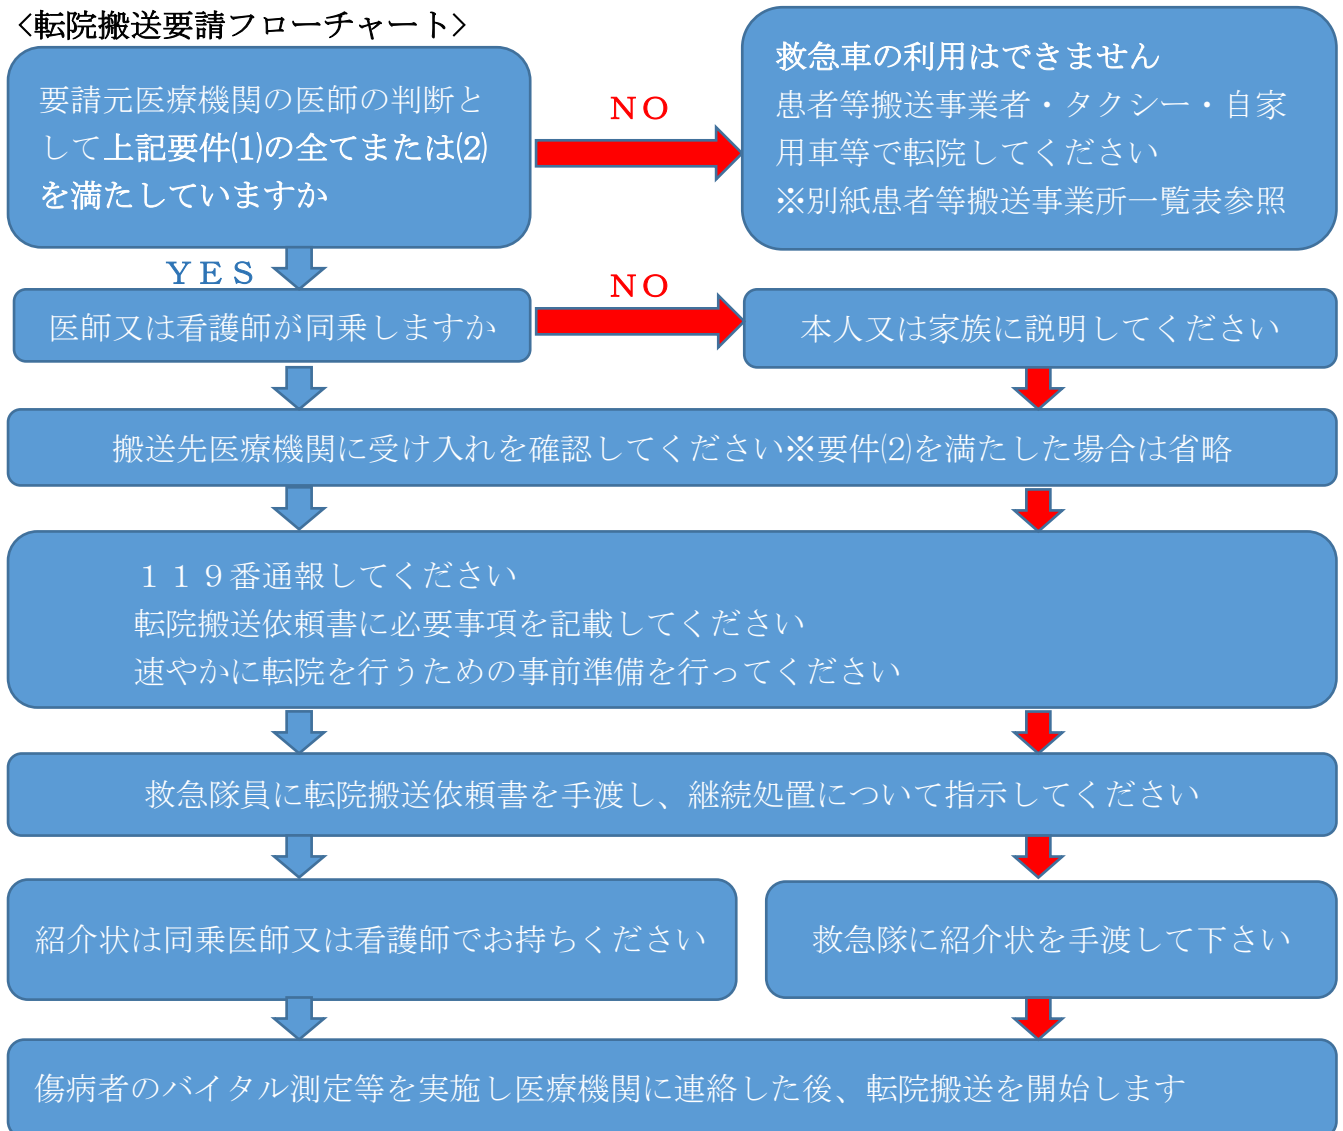 <転院搬送要請フローチャート>
要請元医療機関の医師の判断と
して上記要件⑴の全てまたは⑵
を満たしていますか
NO
救急車の利用はできません
患者等搬送事業者・タクシー・自家
用車等で転院してください
※別紙患者等搬送事業所一覧表参照
YES
医師又は看護師が同乗しますか
NO
本人又は家族に説明してください
搬送先医療機関に受け入れを確認してください※要件⑵を満たした場合は省略
１１９番通報してください
転院搬送依頼書に必要事項を記載してください
速やかに転院を行うための事前準備を行ってください
救急隊員に転院搬送依頼書を手渡し、継続処置について指示してください
紹介状は同乗医師又は看護師でお持ちください
救急隊に紹介状を手渡して下さい
傷病者のバイタル測定等を実施し医療機関に連絡した後、転院搬送を開始します